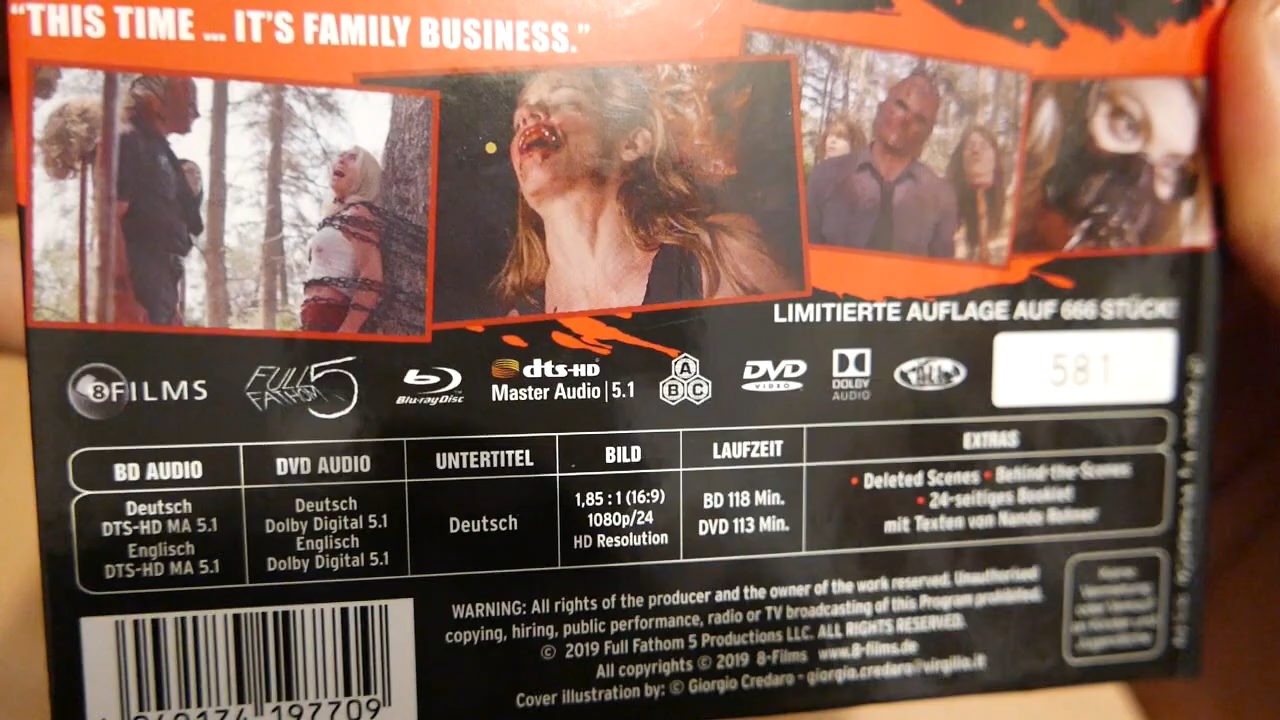 "THIS TIME ... IT'S FAMILY BUSINESS."
LIMITIERTE AUFLAGE AUF 666 STÜCK!
581
8FILMS
FULL FATHOM 5
Blu-ray Disc
dts-HD
Master Audio | 5.1
A
B C
DVD
VIDEO
DOLBY
AUDIO
BD AUDIO
Deutsch
DTS-HD MA 5.1
Englisch
DTS-HD MA 5.1
DVD AUDIO
Deutsch
Dolby Digital 5.1
Englisch
Dolby Digital 5.1
UNTERTITEL
Deutsch
BILD
1,85 : 1 (16:9)
1080p/24
HD Resolution
LAUFZEIT
BD 118 Min.
DVD 113 Min.
EXTRAS
• Deleted Scenes • Behind-the-Scenes
• 24-seitiges Booklet
mit Texten von Nando Rohner
WARNING: All rights of the producer and the owner of the work reserved. Unauthorised
copying, hiring, public performance, radio or TV broadcasting of this Program prohibited.
© 2019 Full Fathom 5 Productions LLC. ALL RIGHTS RESERVED.
All copyrights © 2019 8-Films www.8-films.de
Cover illustration by: © Giorgio Credaro - giorgio.credaro@virgilio.it
197709